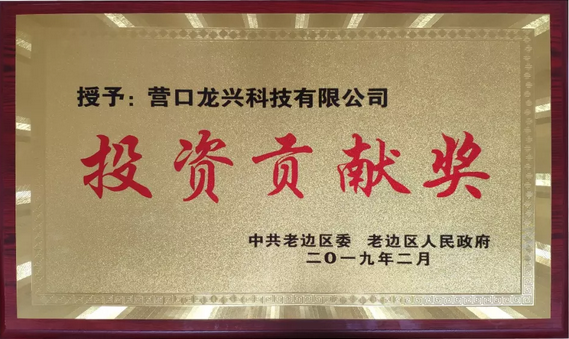 授予：营口龙兴科技有限公司
投资贡献奖
中共老边区委 老边区人民政府
二〇一九年二月